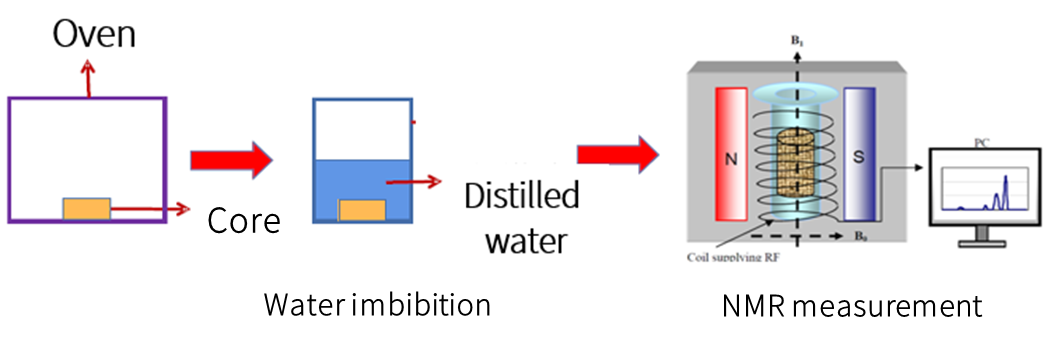 Oven
Core
Distilled
water
Water imbibition
B₁
N
S
B₀
Coil supplying RF
PC
NMR measurement